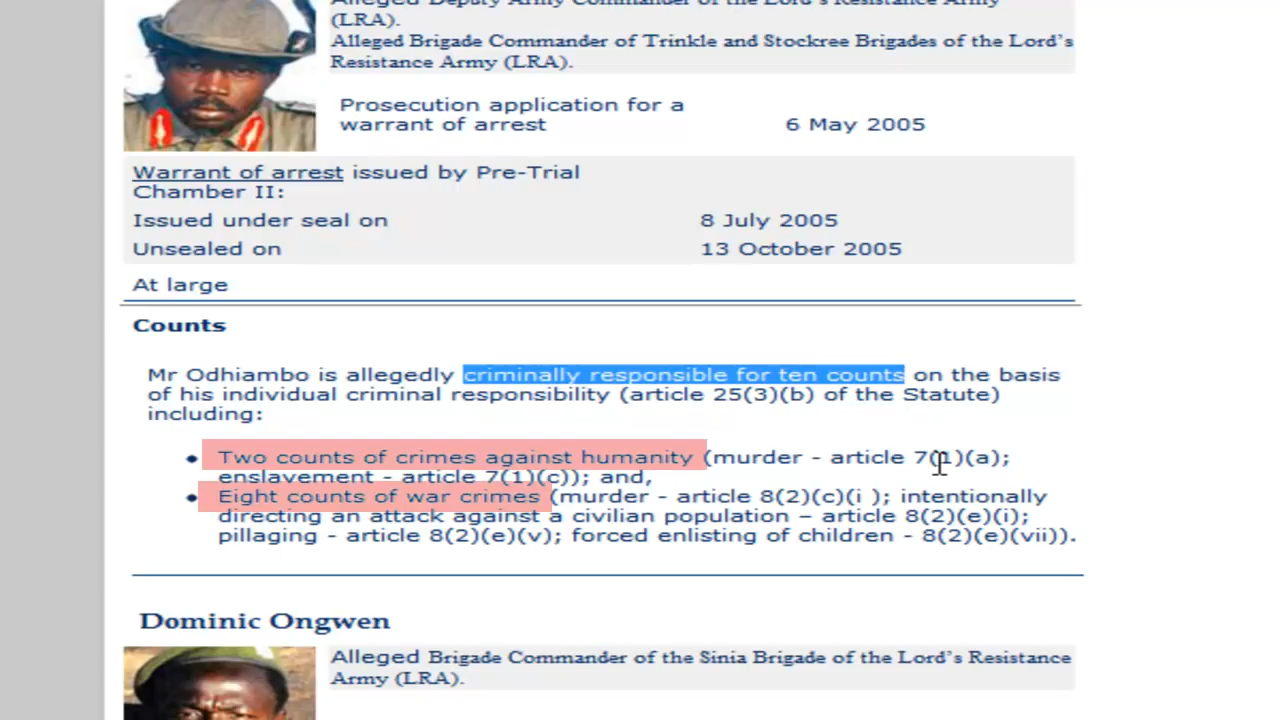 Alleged Deputy Army Commander of the Lord's Resistance Army
(LRA).
Alleged Brigade Commander of Trinkle and Stockree Brigades of the Lord's
Resistance Army (LRA).
Prosecution application for a
warrant of arrest 6 May 2005
Warrant of arrest issued by Pre-Trial
Chamber II:
Issued under seal on 8 July 2005
Unsealed on 13 October 2005
At large
Counts
Mr Odhiambo is allegedly criminally responsible for ten counts on the basis
of his individual criminal responsibility (article 25(3)(b) of the Statute)
including:
• Two counts of crimes against humanity (murder - article 7(1)(a);
enslavement - article 7(1)(c)); and,
• Eight counts of war crimes (murder - article 8(2)(c)(i ); intentionally
directing an attack against a civilian population – article 8(2)(e)(i);
pillaging - article 8(2)(e)(v); forced enlisting of children - 8(2)(e)(vii)).
Dominic Ongwen
Alleged Brigade Commander of the Sinia Brigade of the Lord's Resistance
Army (LRA).